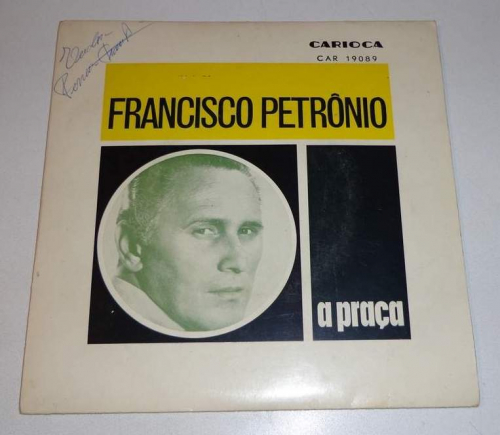 CARIOCA
CAR 19089
FRANCISCO PETRÔNIO
a praça